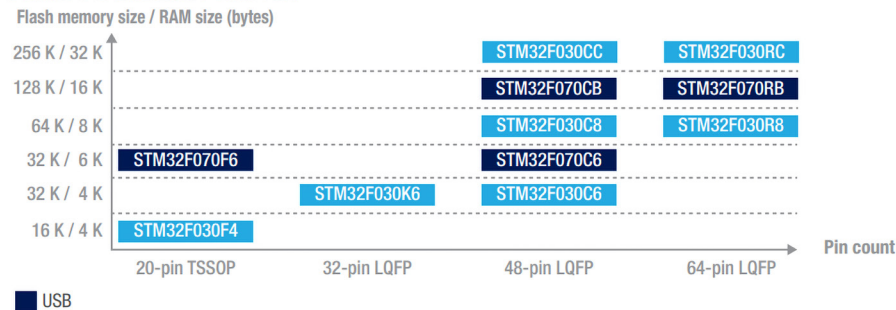 Flash memory size / RAM size (bytes)
256 K / 32 K STM32F030CC STM32F030RC
128 K / 16 K STM32F070CB STM32F070RB
64 K / 8 K STM32F030C8 STM32F030R8
32 K / 6 K STM32F070F6 STM32F070C6
32 K / 4 K STM32F030K6 STM32F030C6
16 K / 4 K STM32F030F4
Pin count
20-pin TSSOP 32-pin LQFP 48-pin LQFP 64-pin LQFP
USB